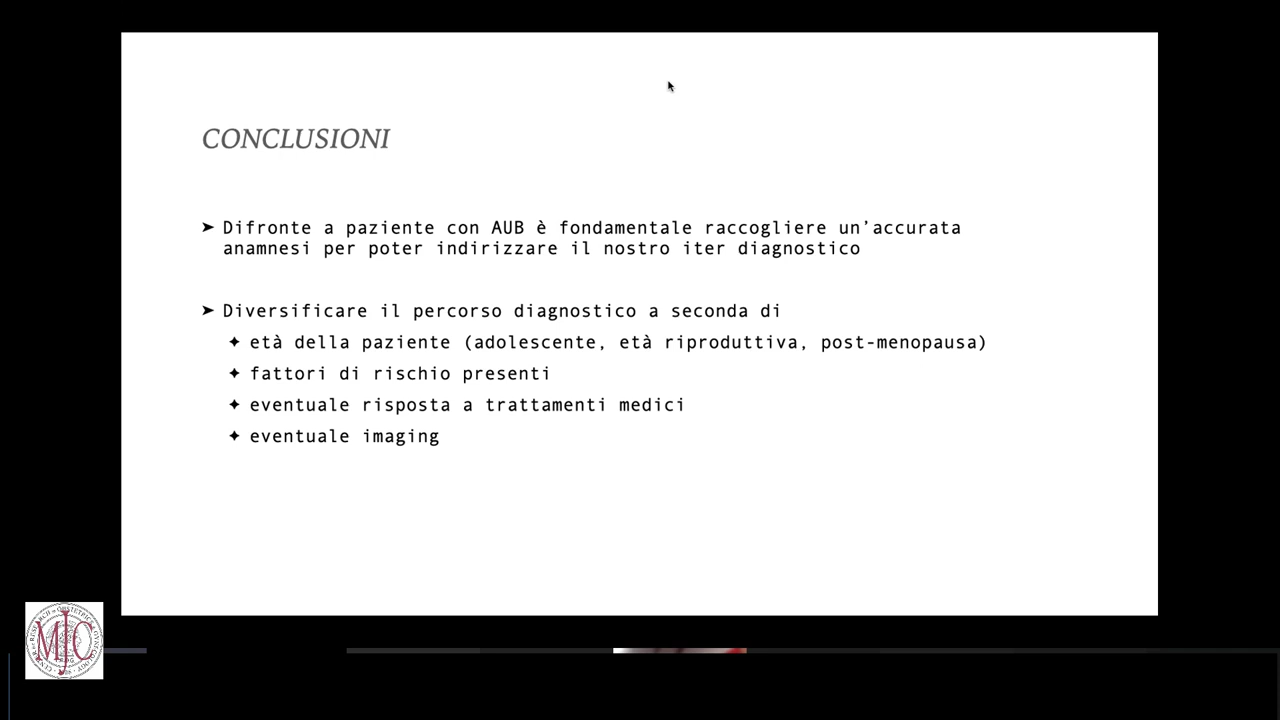 CONCLUSIONI
➤ Difronte a paziente con AUB è fondamentale raccogliere un’accurata
anamnesi per poter indirizzare il nostro iter diagnostico
➤ Diversificare il percorso diagnostico a seconda di
✦ età della paziente (adolescente, età riproduttiva, post-menopausa)
✦ fattori di rischio presenti
✦ eventuale risposta a trattamenti medici
✦ eventuale imaging
MJC